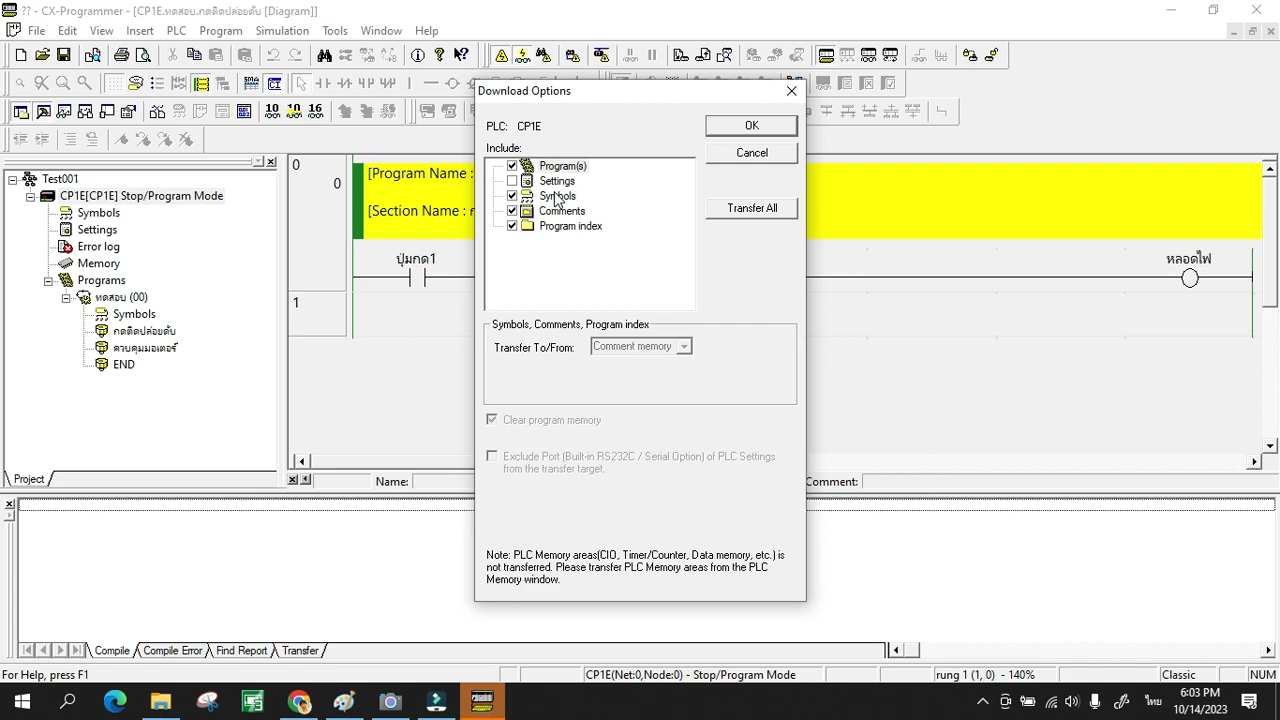 ?? - CX-Programmer - [CP1E.ทดสอบ.กดติดปล่อยดับ [Diagram]]
File Edit View Insert PLC Program Simulation Tools Window Help
10 10 16
Test001
CP1E[CP1E] Stop/Program Mode
Symbols
Settings
Error log
Memory
Programs
ทดสอบ (00)
Symbols
กดติดปล่อยดับ
ควบคุมมอเตอร์
END
Project
0
0
[Program Name :
[Section Name :
ปุ่มกด1
หลอดไฟ
1
Name:
Comment:
Download Options
PLC: CP1E
Include:
Program(s)
Settings
Symbols
Comments
Program index
OK
Cancel
Transfer All
Symbols, Comments, Program index
Transfer To/From: Comment memory
Clear program memory
Exclude Port (Built-in RS232C / Serial Option) of PLC Settings
from the transfer target.
Note: PLC Memory areas(CIO, Timer/Counter, Data memory, etc.) is
not transferred. Please transfer PLC Memory areas from the PLC
Memory window.
Compile Compile Error Find Report Transfer
For Help, press F1
CP1E(Net:0,Node:0) - Stop/Program Mode
rung 1 (1, 0) - 140%
Classic
NUM
ไทย
6:03 PM
10/14/2023